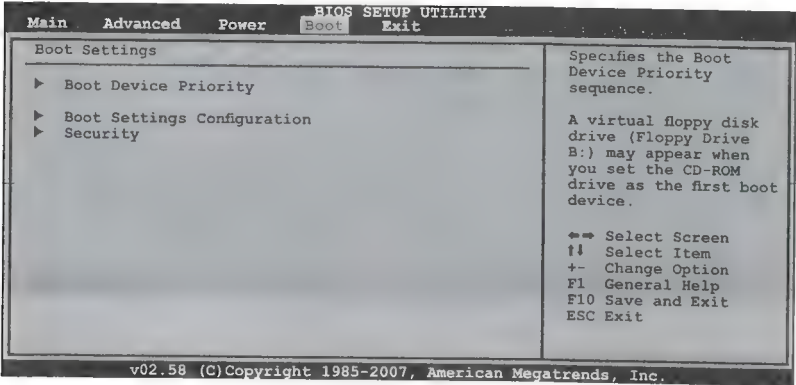 BIOS SETUP UTILITY
Main Advanced Power Boot Exit
Boot Settings
Boot Device Priority
Boot Settings Configuration
Security
Specifies the Boot
Device Priority
sequence.
A virtual floppy disk
drive (Floppy Drive
B:) may appear when
you set the CD-ROM
drive as the first boot
device.
←→ Select Screen
↑↓ Select Item
+- Change Option
F1 General Help
F10 Save and Exit
ESC Exit
v02.58 (C)Copyright 1985-2007, American Megatrends, Inc.